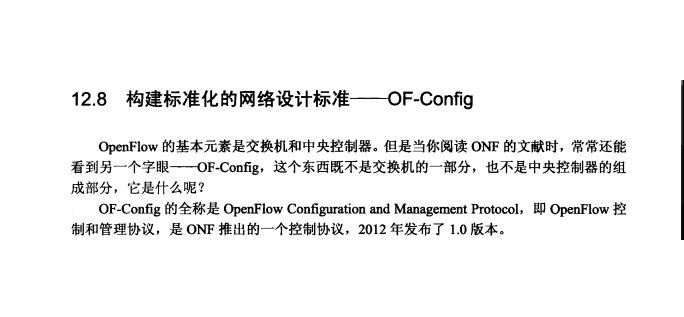 12.8 构建标准化的网络设计标准——OF-Config
OpenFlow 的基本元素是交换机和中央控制器。但是当你阅读 ONF 的文献时，常常还能
看到另一个字眼——OF-Config，这个东西既不是交换机的一部分，也不是中央控制器的组
成部分，它是什么呢？
OF-Config 的全称是 OpenFlow Configuration and Management Protocol，即 OpenFlow 控
制和管理协议，是 ONF 推出的一个控制协议，2012 年发布了 1.0 版本。